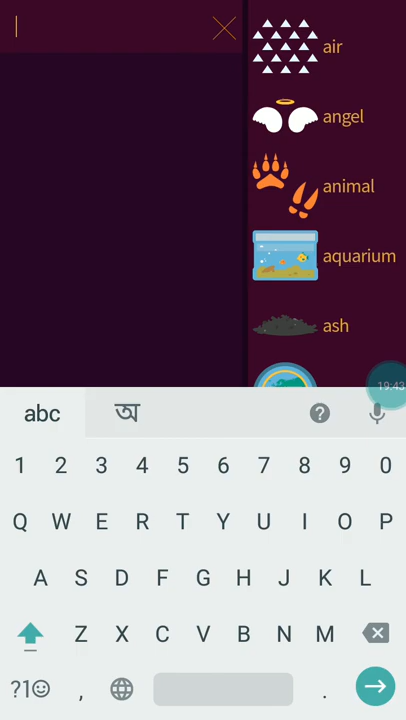 air
angel
animal
aquarium
ash
19:43
abc অ
1 2 3 4 5 6 7 8 9 0
Q W E R T Y U I O P
A S D F G H J K L
Z X C V B N M
?1☺ , .